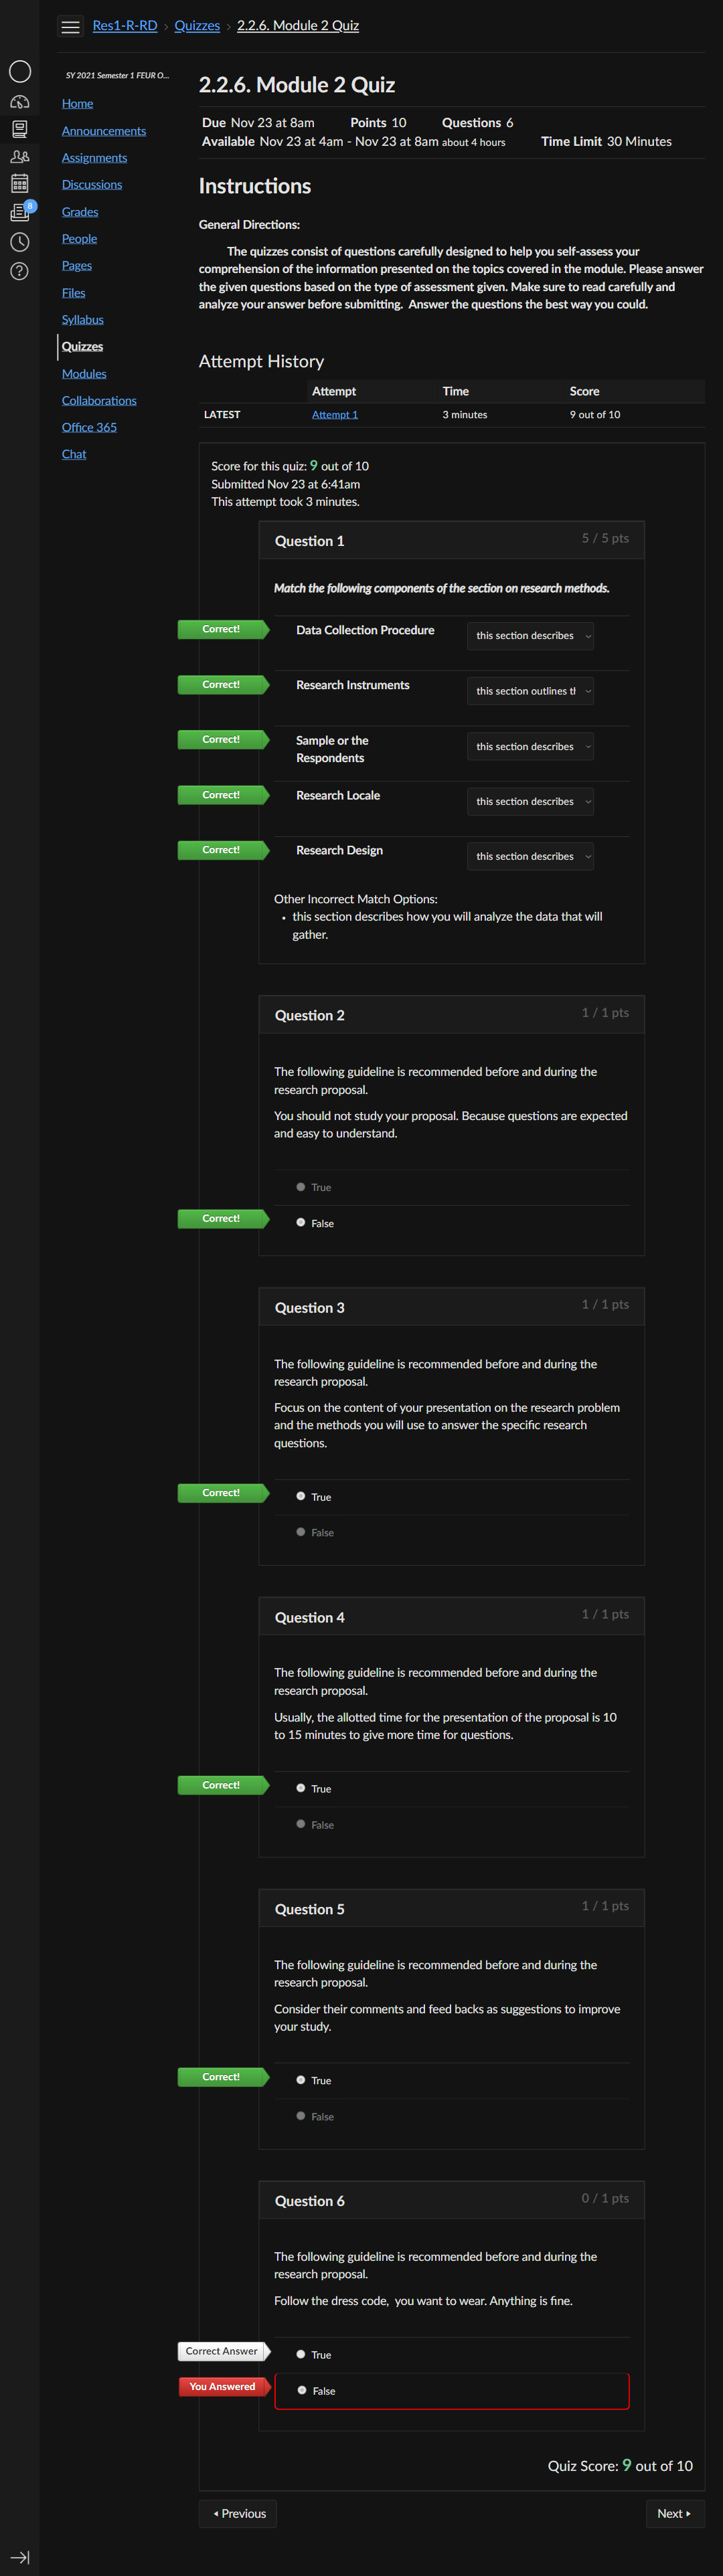 Res1-R-RD › Quizzes › 2.2.6. Module 2 Quiz
SY 2021 Semester 1 FEUR O...
Home
Announcements
Assignments
Discussions
Grades
8
People
Pages
Files
Syllabus
Quizzes
Modules
Collaborations
Office 365
Chat
2.2.6. Module 2 Quiz
Due Nov 23 at 8am Points 10 Questions 6
Available Nov 23 at 4am - Nov 23 at 8am about 4 hours Time Limit 30 Minutes
Instructions
General Directions:
The quizzes consist of questions carefully designed to help you self-assess your
comprehension of the information presented on the topics covered in the module. Please answer
the given questions based on the type of assessment given. Make sure to read carefully and
analyze your answer before submitting.  Answer the questions the best way you could.
Attempt History
Attempt Time Score
LATEST Attempt 1 3 minutes 9 out of 10
Score for this quiz: 9 out of 10
Submitted Nov 23 at 6:41am
This attempt took 3 minutes.
Question 1 5 / 5 pts
Match the following components of the section on research methods.
Correct! Data Collection Procedure this section describes
Correct! Research Instruments this section outlines tl
Correct! Sample or the this section describes
Respondents
Correct! Research Locale this section describes
Correct! Research Design this section describes
Other Incorrect Match Options:
• this section describes how you will analyze the data that will
gather.
Question 2 1 / 1 pts
The following guideline is recommended before and during the
research proposal.
You should not study your proposal. Because questions are expected
and easy to understand.
True
Correct! False
Question 3 1 / 1 pts
The following guideline is recommended before and during the
research proposal.
Focus on the content of your presentation on the research problem
and the methods you will use to answer the specific research
questions.
Correct! True
False
Question 4 1 / 1 pts
The following guideline is recommended before and during the
research proposal.
Usually, the allotted time for the presentation of the proposal is 10
to 15 minutes to give more time for questions.
Correct! True
False
Question 5 1 / 1 pts
The following guideline is recommended before and during the
research proposal.
Consider their comments and feed backs as suggestions to improve
your study.
Correct! True
False
Question 6 0 / 1 pts
The following guideline is recommended before and during the
research proposal.
Follow the dress code,  you want to wear. Anything is fine.
Correct Answer True
You Answered False
Quiz Score: 9 out of 10
◂ Previous Next ▸